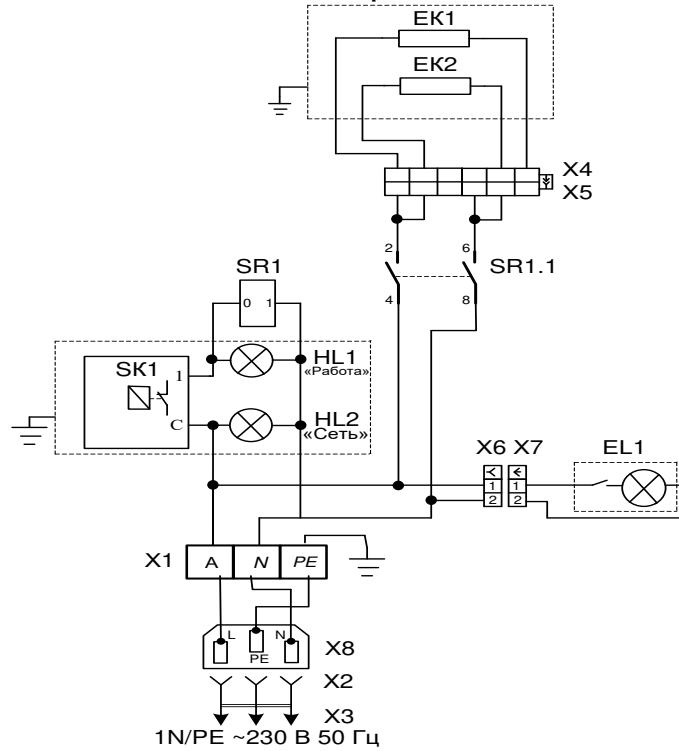 EK1
EK2
X4
X5
2 6
SR1.1
4 8
SR1
0 1
SK1
1
C
HL1
«Работа»
HL2
«Сеть»
X6 X7 EL1
1 1
2 2
X1 A N PE
L N
PE
X8
X2
X3
1N/PE ~230 В 50 Гц